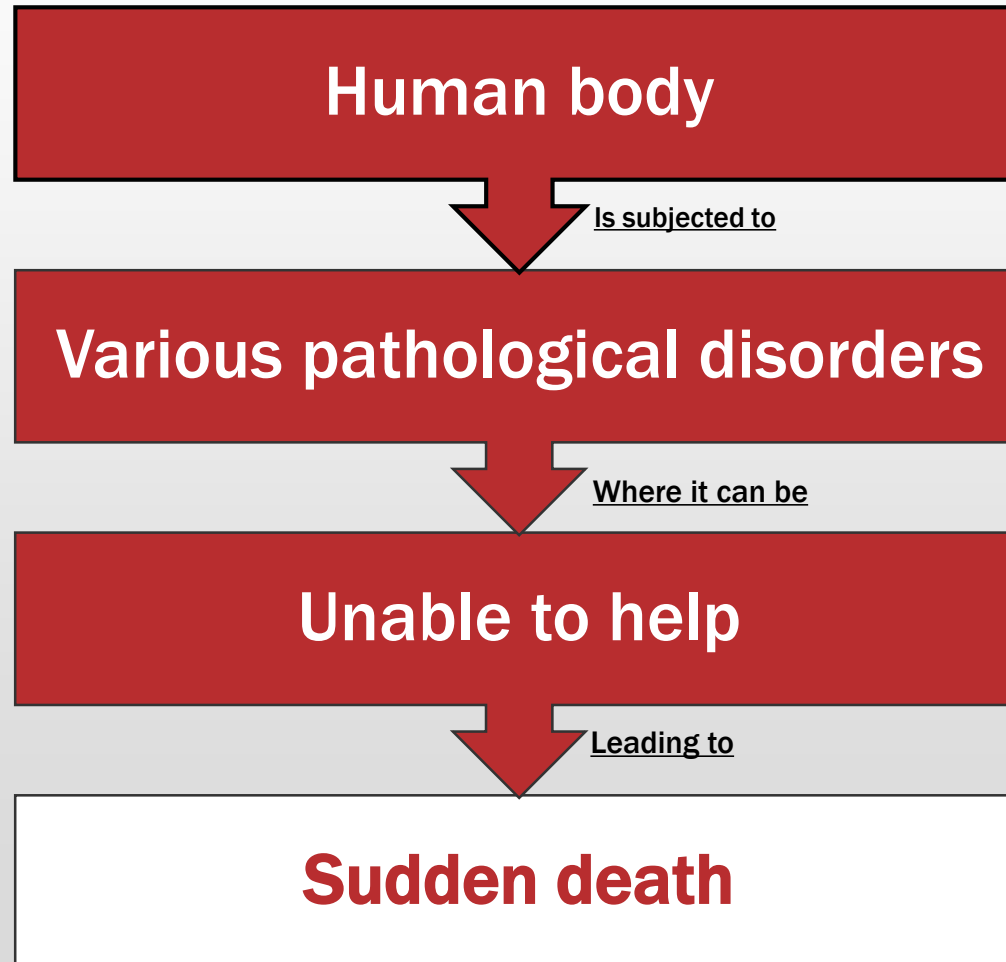 Human body
Is subjected to
Various pathological disorders
Where it can be
Unable to help
Leading to
Sudden death